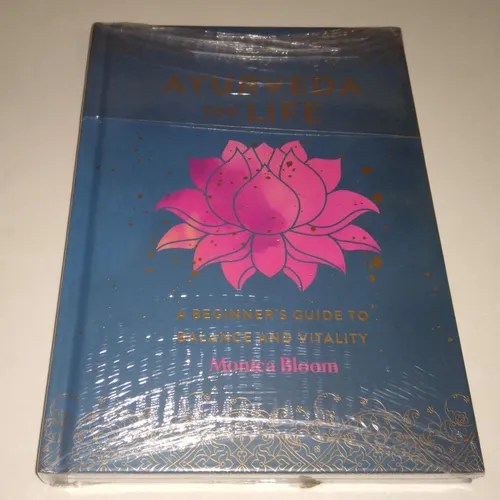 AYURVEDA
FOR LIFE
A BEGINNER'S GUIDE TO
BALANCE AND VITALITY
Monica Bloom